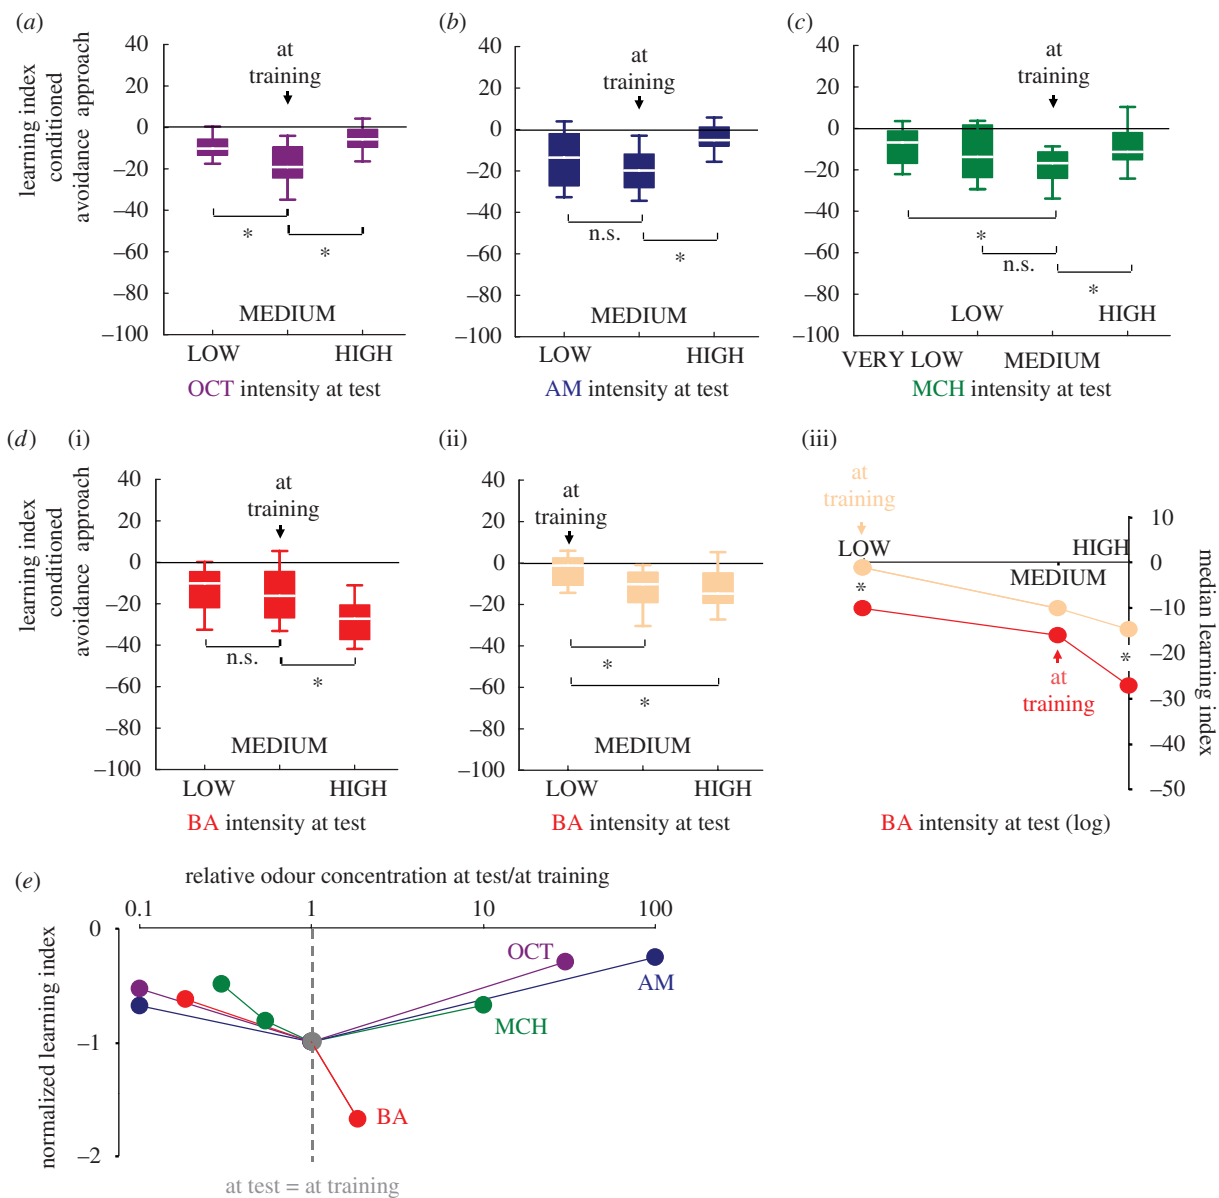 (a)
learning index
conditioned
avoidance approach
40
20
0
–20
–40
–60
–80
–100
at
training
*
*
MEDIUM
LOW
HIGH
OCT intensity at test
(b)
40
20
0
–20
–40
–60
–80
–100
at
training
n.s.
*
MEDIUM
LOW
HIGH
AM intensity at test
(c)
40
20
0
–20
–40
–60
–80
–100
at
training
*
n.s.
*
LOW
HIGH
VERY LOW
MEDIUM
MCH intensity at test
(d)
(i)
learning index
conditioned
avoidance approach
40
20
0
–20
–40
–60
–80
–100
at
training
n.s.
*
MEDIUM
LOW
HIGH
BA intensity at test
(ii)
40
20
0
–20
–40
–60
–80
–100
at
training
*
*
MEDIUM
LOW
HIGH
BA intensity at test
(iii)
at
training
LOW
HIGH
MEDIUM
*
*
at
training
10
0
–10
–20
–30
–40
–50
median learning index
BA intensity at test (log)
(e)
relative odour concentration at test/at training
0.1
1
10
100
0
–1
–2
normalized learning index
OCT
AM
MCH
BA
at test = at training